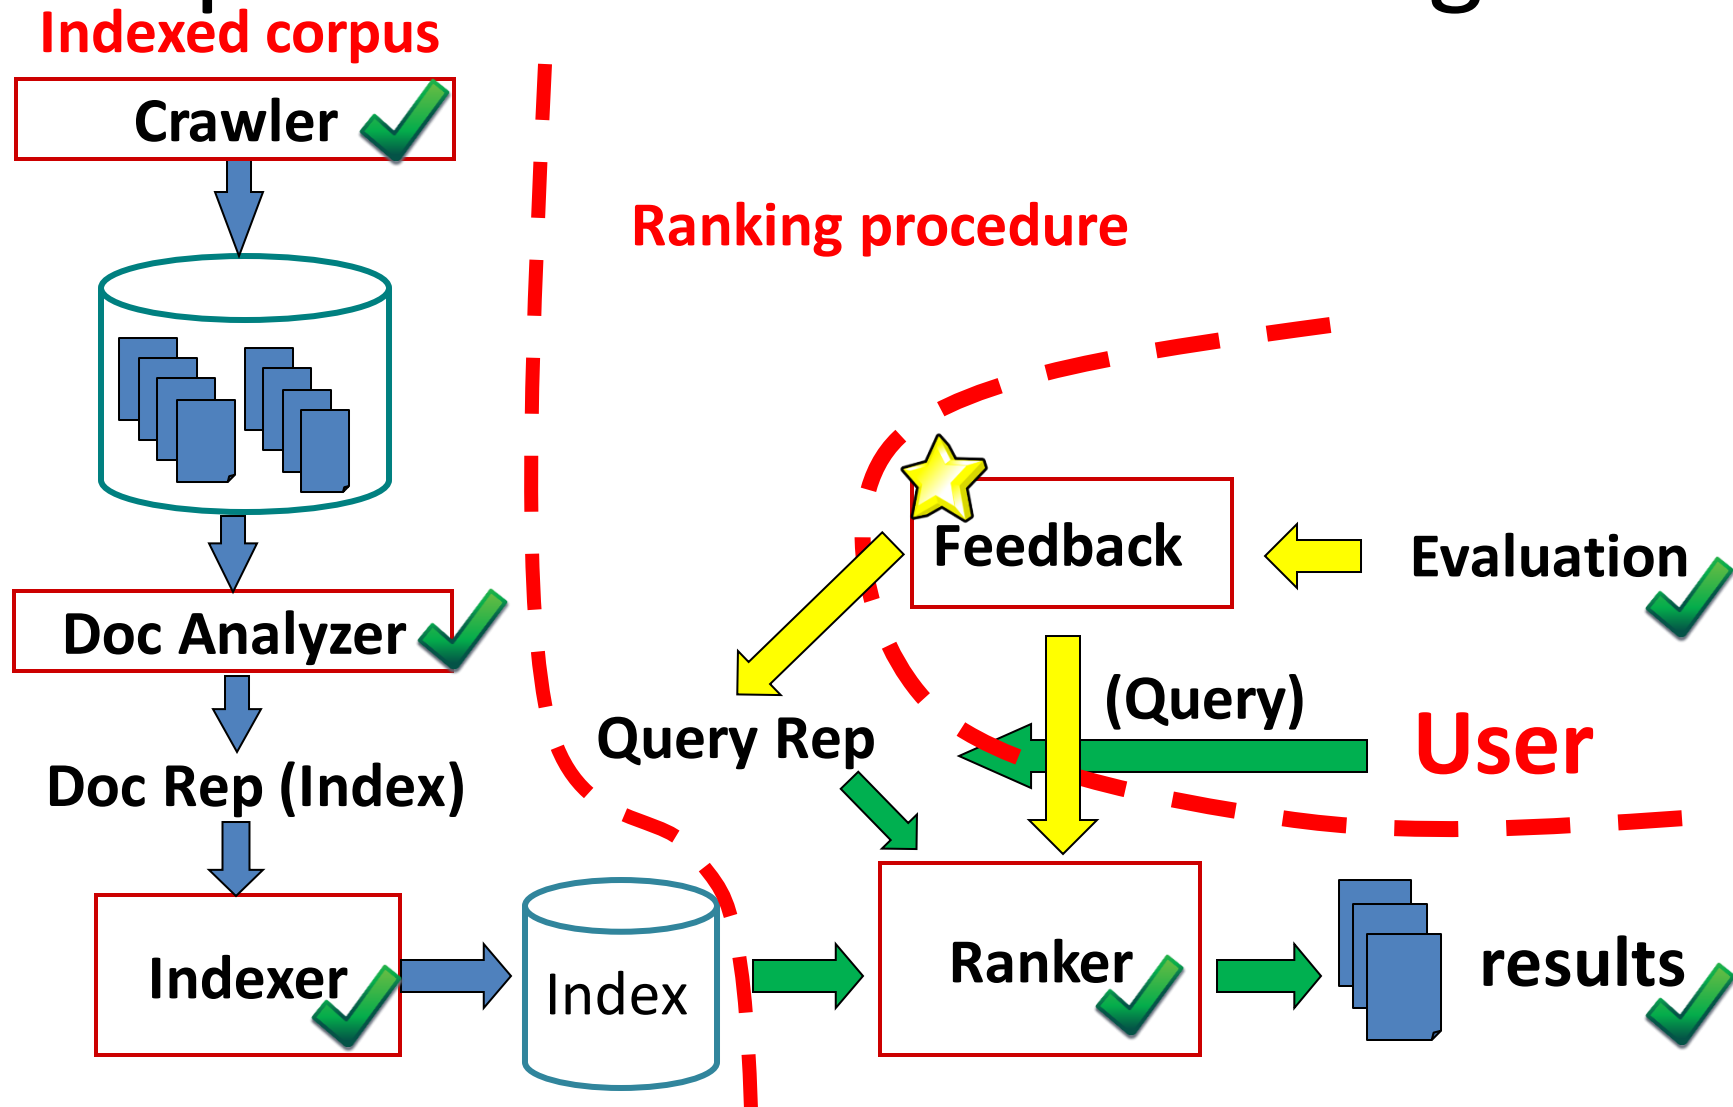 Indexed corpus
Crawler
Ranking procedure
Feedback
Evaluation
Doc Analyzer
(Query)
User
Query Rep
Doc Rep (Index)
Indexer
Index
Ranker
results